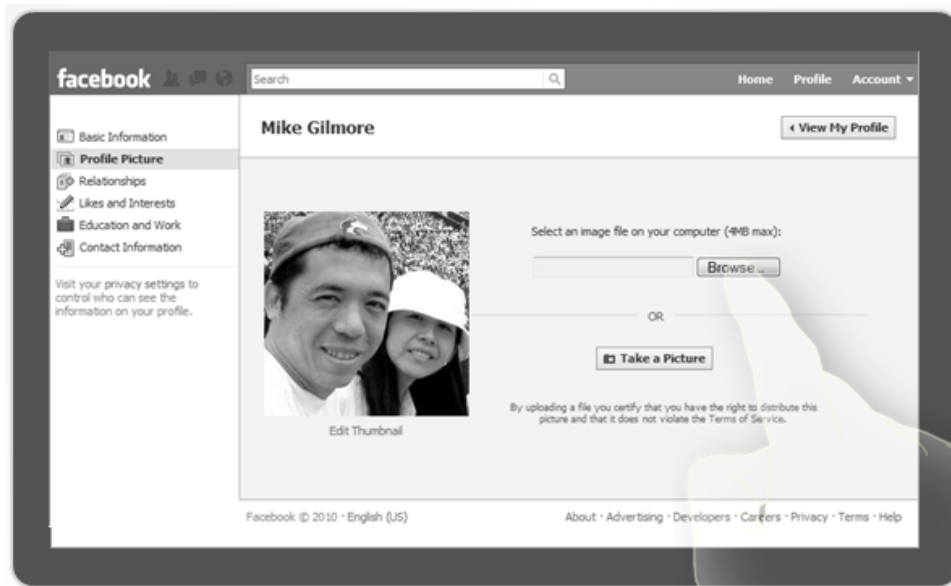 facebook
Search
Home Profile Account
Basic Information
Profile Picture
Relationships
Likes and Interests
Education and Work
Contact Information
Visit your privacy settings to
control who can see the
information on your profile.
Mike Gilmore
View My Profile
Edit Thumbnail
Select an image file on your computer (4MB max):
Browse...
OR
Take a Picture
By uploading a file you certify that you have the right to distribute this
picture and that it does not violate the Terms of Service.
Facebook © 2010 · English (US)
About · Advertising · Developers · Careers · Privacy · Terms · Help